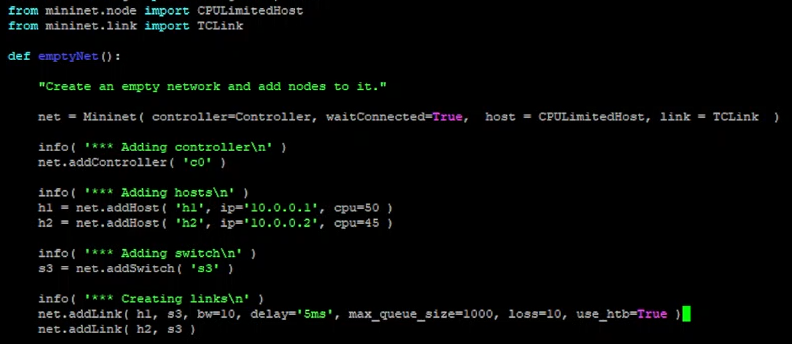 from mininet.node import CPULimitedHost
from mininet.link import TCLink
def emptyNet():
"Create an empty network and add nodes to it."
net = Mininet( controller=Controller, waitConnected=True,  host = CPULimitedHost, link = TCLink  )
info( '*** Adding controller\n' )
net.addController( 'c0' )
info( '*** Adding hosts\n' )
h1 = net.addHost( 'h1', ip='10.0.0.1', cpu=50 )
h2 = net.addHost( 'h2', ip='10.0.0.2', cpu=45 )
info( '*** Adding switch\n' )
s3 = net.addSwitch( 's3' )
info( '*** Creating links\n' )
net.addLink( h1, s3, bw=10, delay='5ms', max_queue_size=1000, loss=10, use_htb=True )
net.addLink( h2, s3 )